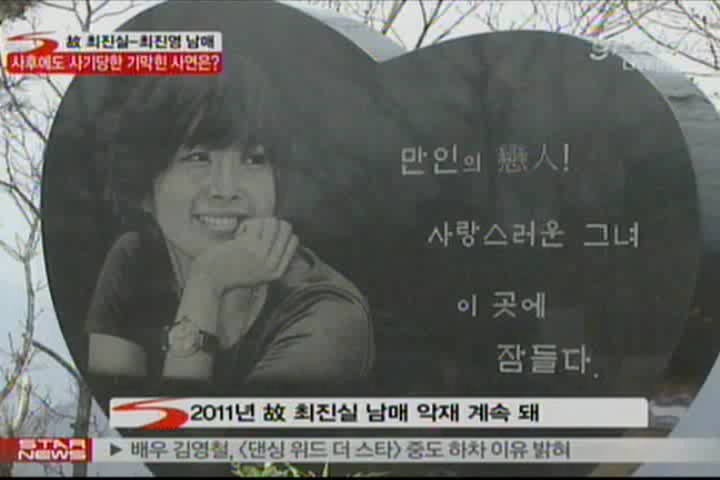 故 최진실-최진영 남매
사후에도 사기당한 기막힌 사연은?
만인의 戀人!
사랑스러운 그녀
이 곳에
잠들다.
2011년 故 최진실 남매 악재 계속 돼
STAR NEWS
▶ 배우 김영철, <댄싱 위드 더 스타> 중도 하차 이유 밝혀